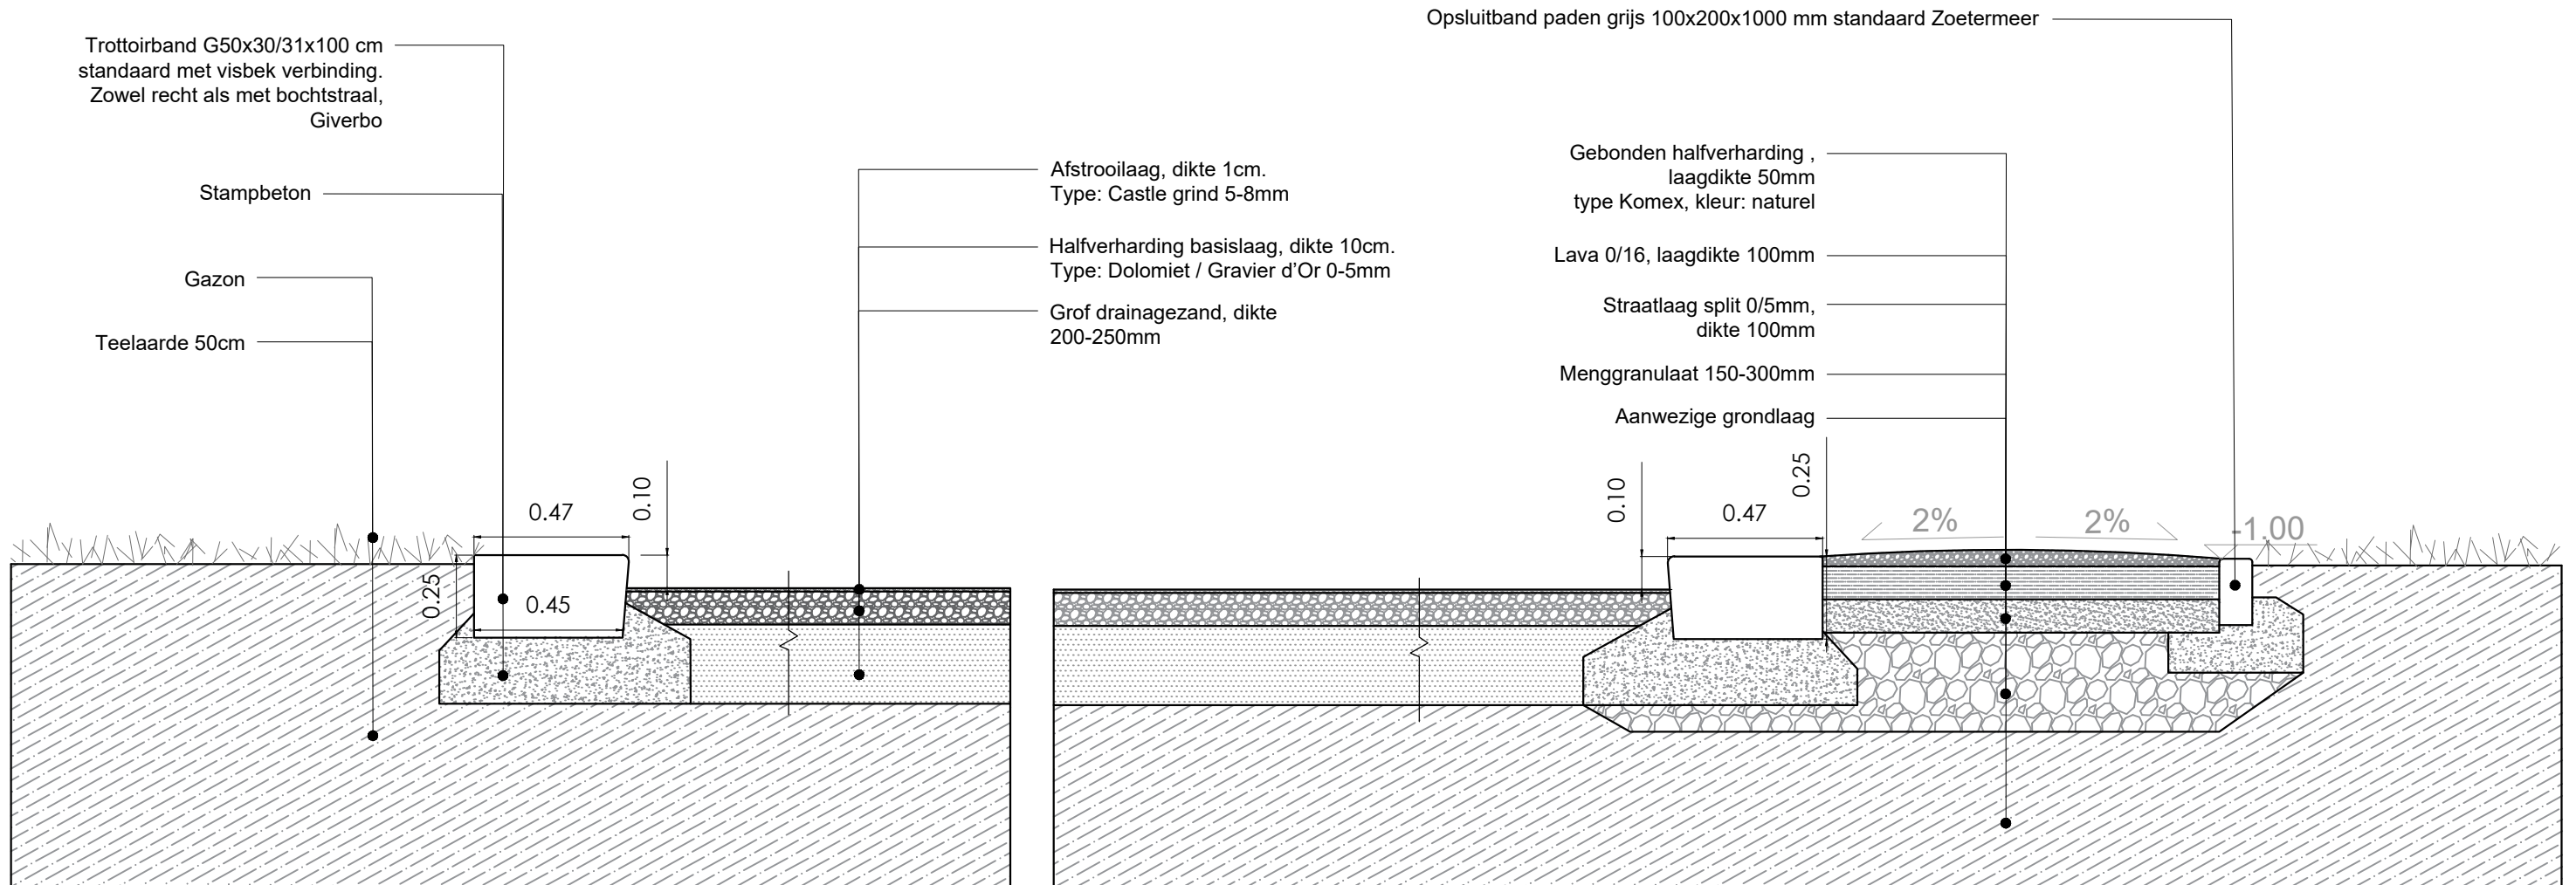 Opsluitband paden grijs 100x200x1000 mm standaard Zoetermeer
Trottoirband G50x30/31x100 cm
standaard met visbek verbinding.
Zowel recht als met bochtstraal,
Giverbo
Stampbeton
Gazon
Teelaarde 50cm
Afstrooilaag, dikte 1cm.
Type: Castle grind 5-8mm
Halfverharding basislaag, dikte 10cm.
Type: Dolomiet / Gravier d’Or 0-5mm
Grof drainagezand, dikte
200-250mm
Gebonden halfverharding ,
laagdikte 50mm
type Komex, kleur: naturel
Lava 0/16, laagdikte 100mm
Straatlaag split 0/5mm,
dikte 100mm
Menggranulaat 150-300mm
Aanwezige grondlaag
0.47
0.10
0.25
0.45
0.10
0.47
0.25
2%
2%
-1.00